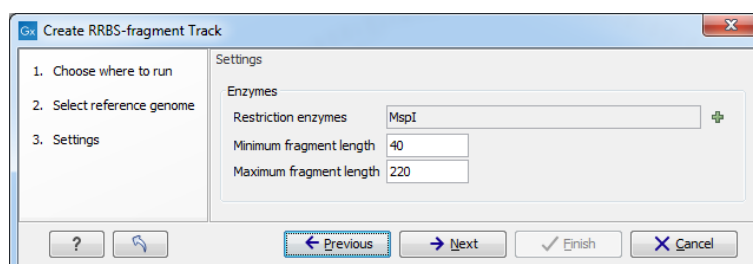 Gx Create RRBS-fragment Track
X
1. Choose where to run
2. Select reference genome
3. Settings
Settings
Enzymes
Restriction enzymes MspI
Minimum fragment length 40
Maximum fragment length 220
? Previous Next Finish Cancel